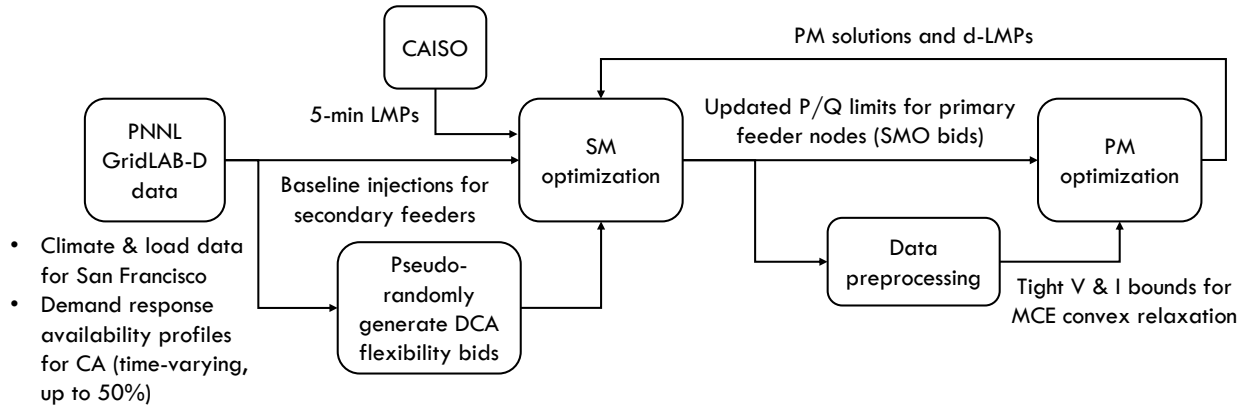 CAISO
PM solutions and d-LMPs
5-min LMPs
PNNL
GridLAB-D
data
SM
optimization
Updated P/Q limits for primary
feeder nodes (SMO bids)
PM
optimization
Baseline injections for
secondary feeders
• Climate & load data
for San Francisco
• Demand response
availability profiles
for CA (time-varying,
up to 50%)
Pseudo-
randomly
generate DCA
flexibility bids
Data
preprocessing
Tight V & I bounds for
MCE convex relaxation